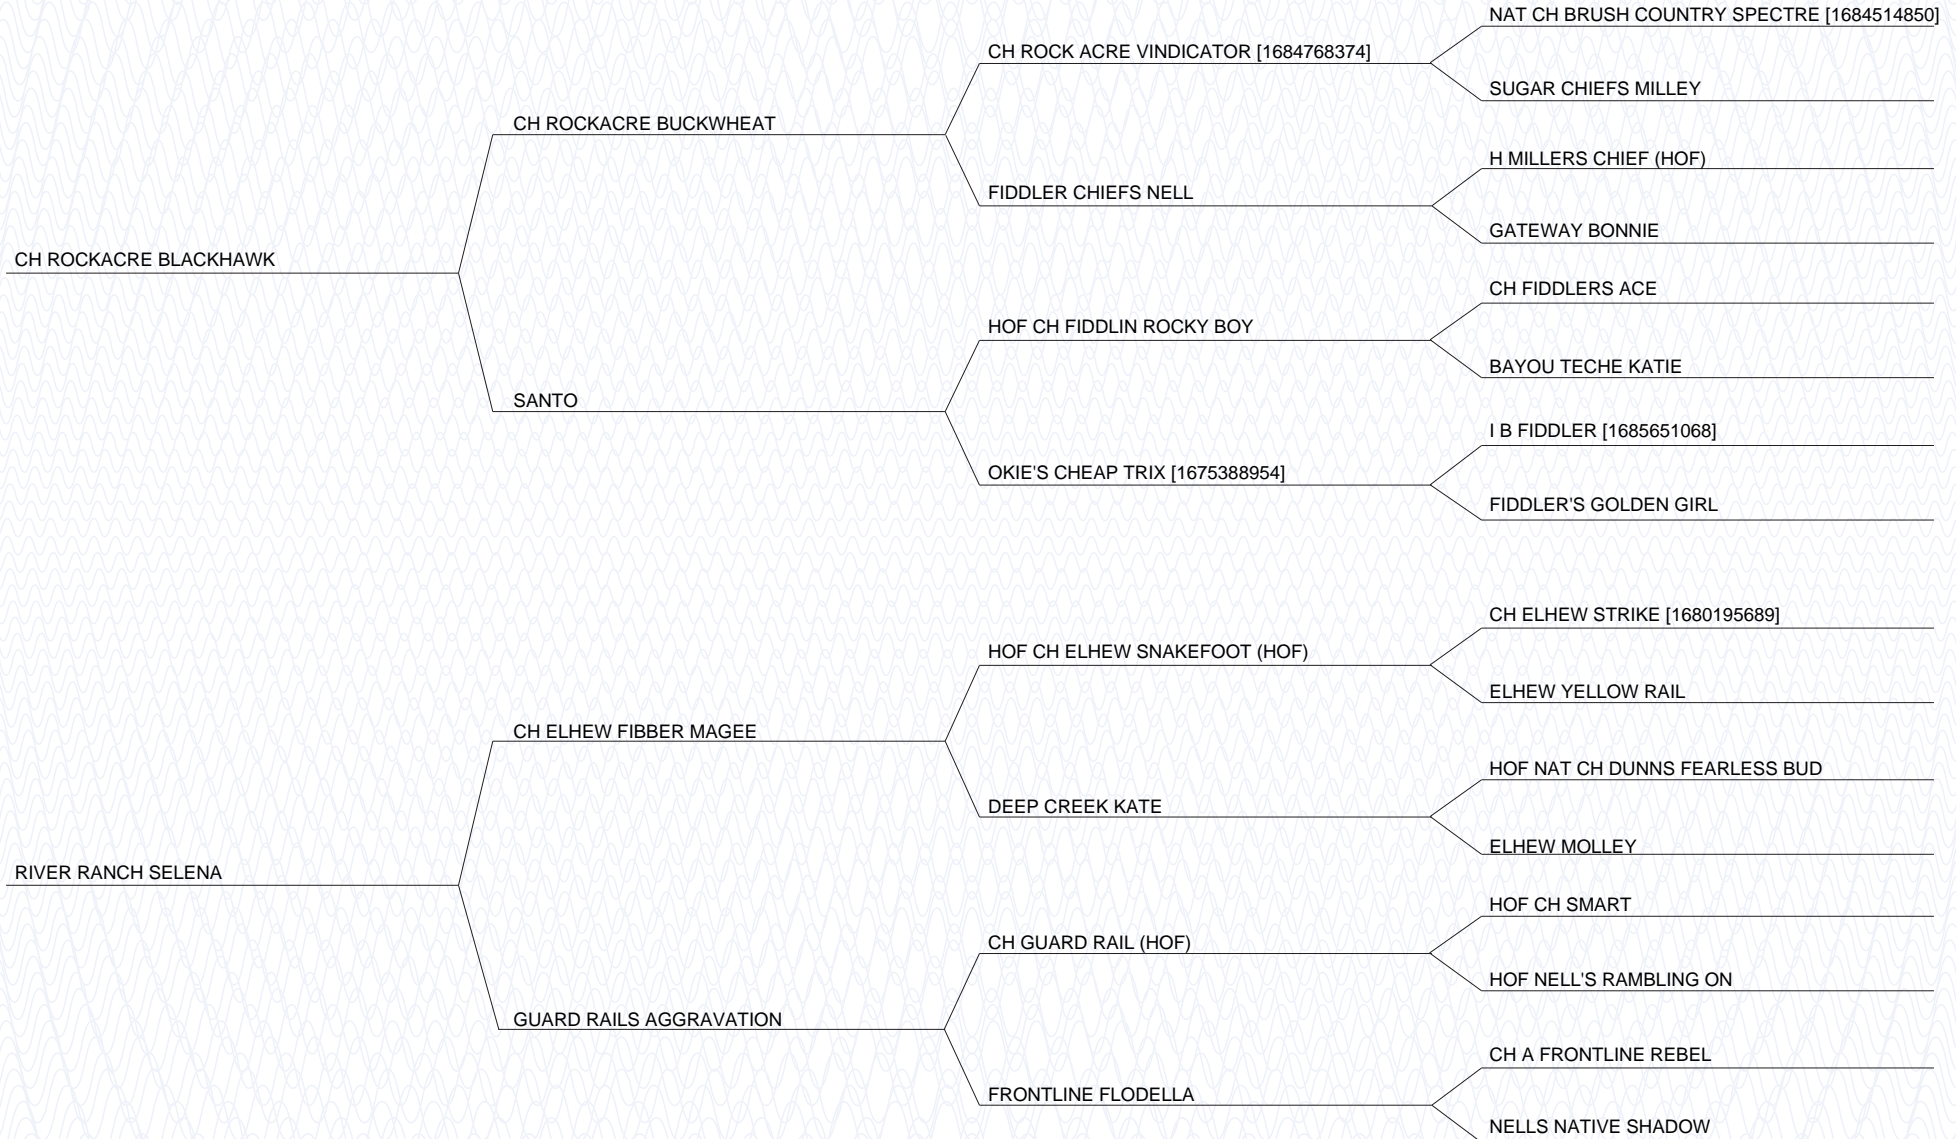 NAT CH BRUSH COUNTRY SPECTRE [1684514850]
CH ROCK ACRE VINDICATOR [1684768374]
SUGAR CHIEFS MILLEY
CH ROCKACRE BUCKWHEAT
H MILLERS CHIEF (HOF)
FIDDLER CHIEFS NELL
GATEWAY BONNIE
CH ROCKACRE BLACKHAWK
CH FIDDLERS ACE
HOF CH FIDDLIN ROCKY BOY
BAYOU TECHE KATIE
SANTO
I B FIDDLER [1685651068]
OKIE'S CHEAP TRIX [1675388954]
FIDDLER'S GOLDEN GIRL
CH ELHEW STRIKE [1680195689]
HOF CH ELHEW SNAKEFOOT (HOF)
ELHEW YELLOW RAIL
CH ELHEW FIBBER MAGEE
HOF NAT CH DUNNS FEARLESS BUD
DEEP CREEK KATE
ELHEW MOLLEY
RIVER RANCH SELENA
HOF CH SMART
CH GUARD RAIL (HOF)
HOF NELL'S RAMBLING ON
GUARD RAILS AGGRAVATION
CH A FRONTLINE REBEL
FRONTLINE FLODELLA
NELLS NATIVE SHADOW